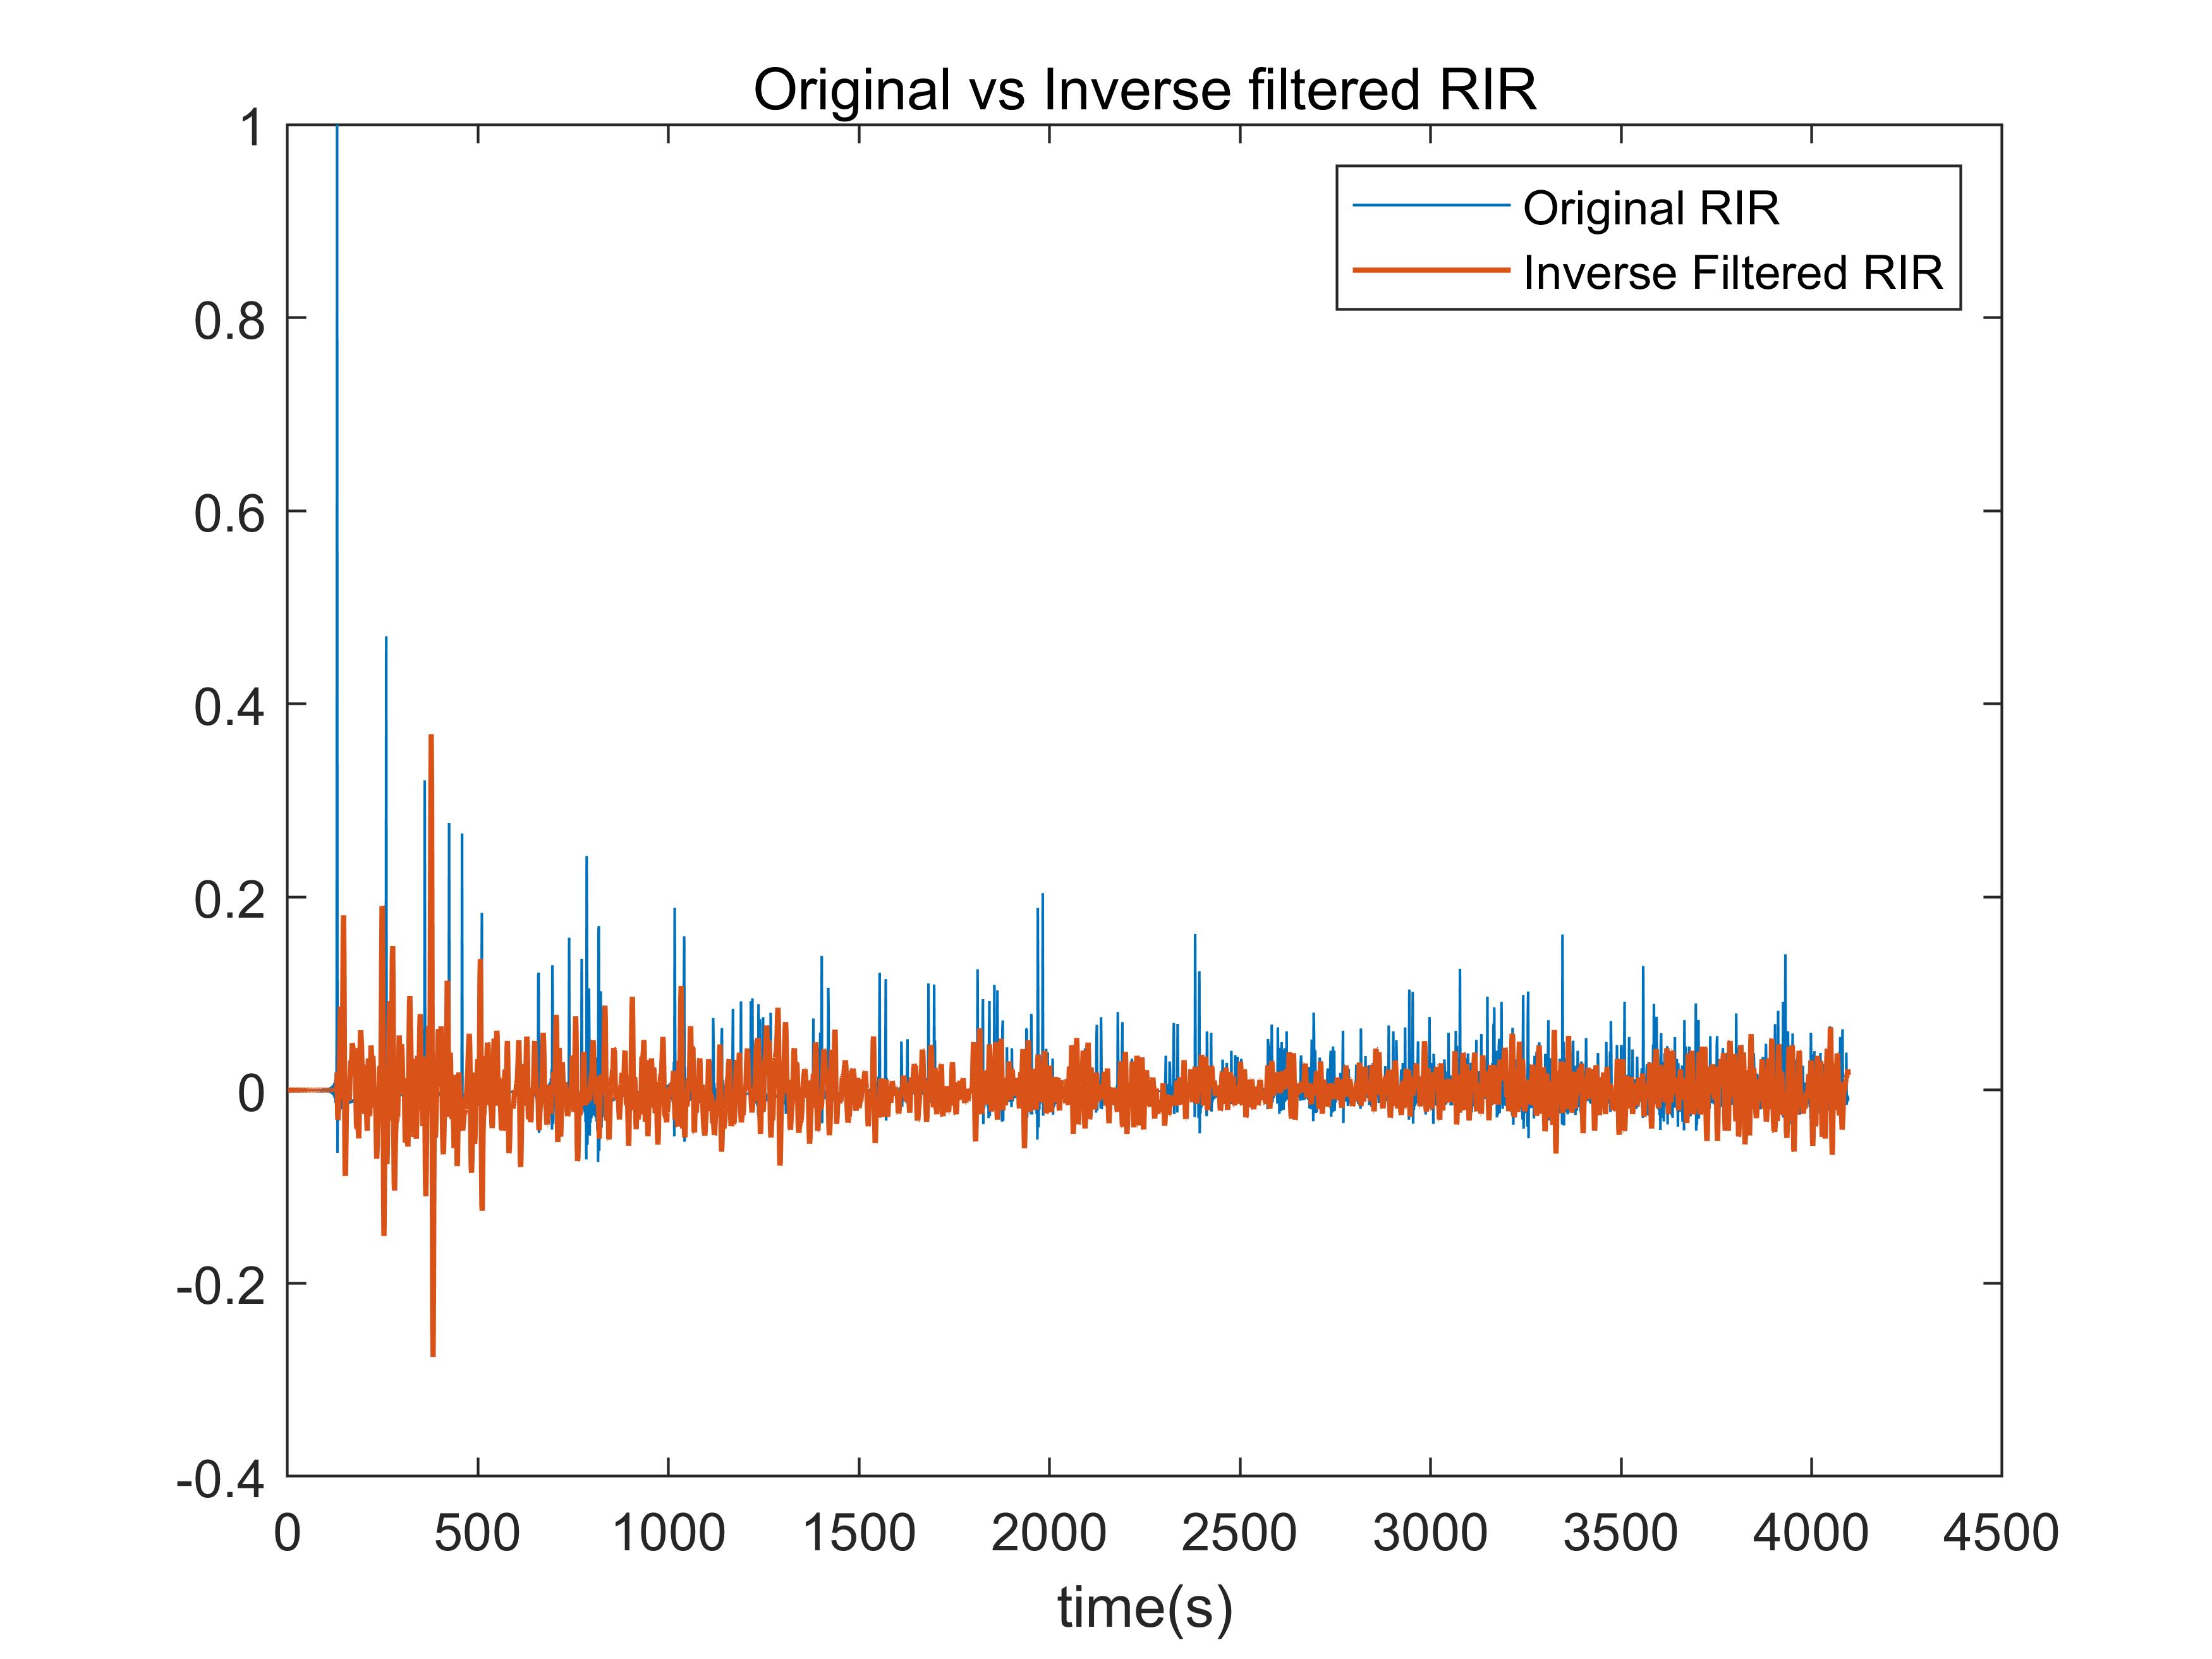 Original vs Inverse filtered RIR
1
Original RIR
Inverse Filtered RIR
0.8
0.6
0.4
0.2
0
-0.2
-0.4
0 500 1000 1500 2000 2500 3000 3500 4000 4500
time(s)